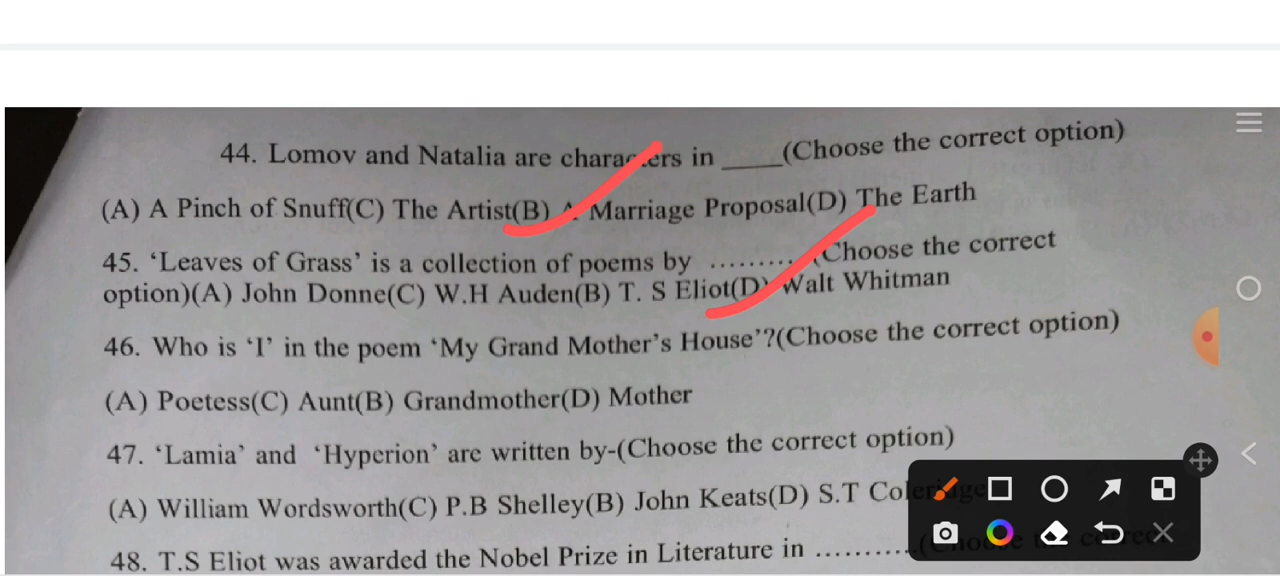 44. Lomov and Natalia are characters in ____(Choose the correct option)
(A) A Pinch of Snuff(C) The Artist(B) A Marriage Proposal(D) The Earth
45. ‘Leaves of Grass’ is a collection of poems by ......... (Choose the correct
option)(A) John Donne(C) W.H Auden(B) T. S Eliot(D) Walt Whitman
46. Who is ‘I’ in the poem ‘My Grand Mother’s House’?(Choose the correct option)
(A) Poetess(C) Aunt(B) Grandmother(D) Mother
47. ‘Lamia’ and ‘Hyperion’ are written by-(Choose the correct option)
(A) William Wordsworth(C) P.B Shelley(B) John Keats(D) S.T Coleridge
48. T.S Eliot was awarded the Nobel Prize in Literature in ..........(Choose the correct